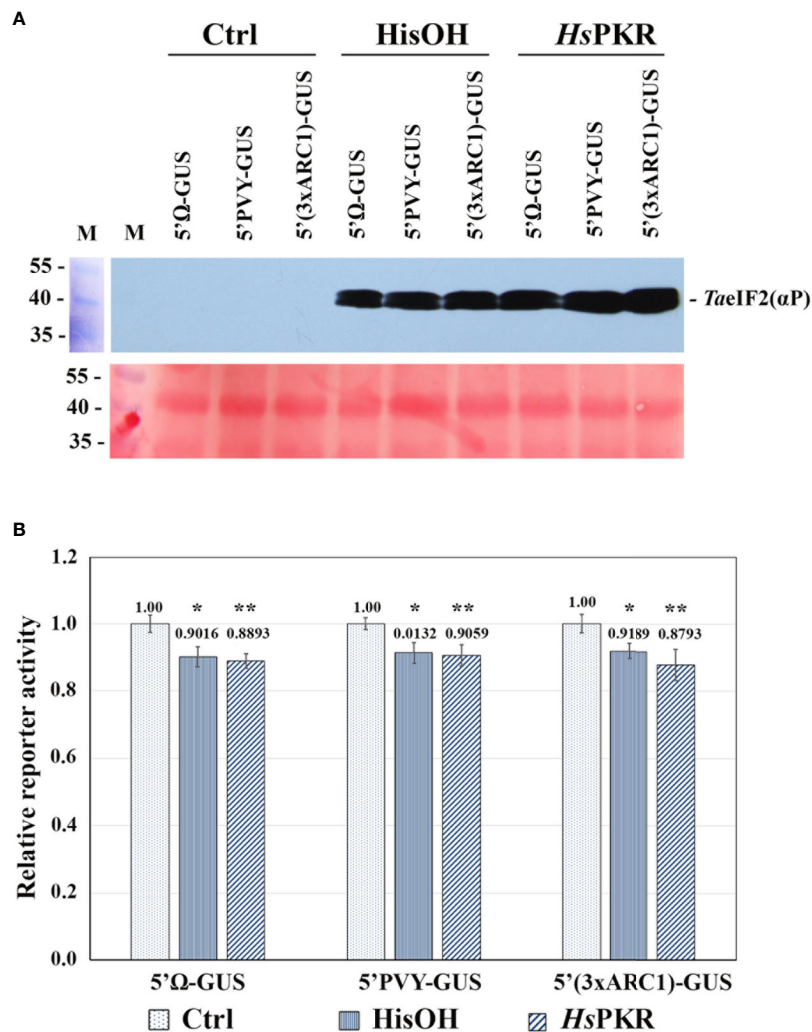 A
Ctrl HisOH HsPKR
5'Ω-GUS 5'PVY-GUS 5'(3xARC1)-GUS 5'Ω-GUS 5'PVY-GUS 5'(3xARC1)-GUS 5'Ω-GUS 5'PVY-GUS 5'(3xARC1)-GUS
M M
55 -
40 - - TaeIF2(αP)
35 -
55 -
40 -
35 -
B
1.2
1.0
0.8
0.6
0.4
0.2
0.0
Relative reporter activity
1.00 * ** 1.00 * ** 1.00 * **
0.9016 0.8893 0.0132 0.9059 0.9189 0.8793
5'Ω-GUS 5'PVY-GUS 5'(3xARC1)-GUS
Ctrl HisOH HsPKR